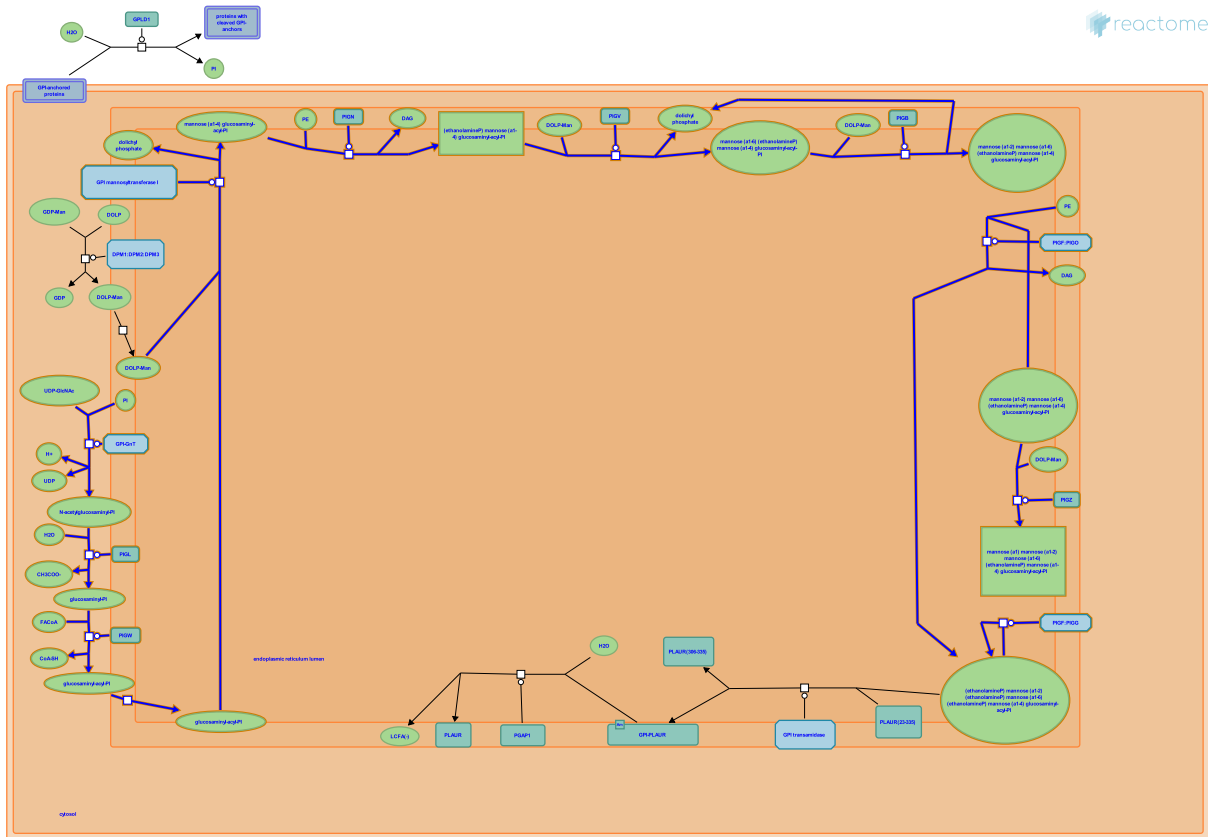 reactome
GPLD1
H2O
proteins with
cleaved GPI-
anchors
PI
GPI-anchored
proteins
mannose (a1-4) glucosaminyl-
acyl-PI
PE
PIGN
DAG
(ethanolamineP) mannose (a1-
4) glucosaminyl-acyl-PI
DOLP-Man
PIGV
dolichyl
phosphate
mannose (a1-6) (ethanolamineP)
mannose (a1-4) glucosaminyl-acyl-
PI
DOLP-Man
PIGB
mannose (a1-2) mannose (a1-6)
(ethanolamineP) mannose (a1-4)
glucosaminyl-acyl-PI
dolichyl
phosphate
GPI mannosyltransferase I
GDP-Man
DOLP
DPM1:DPM2:DPM3
GDP
DOLP-Man
DOLP-Man
PE
PIGF:PIGO
DAG
UDP-GlcNAc
PI
GPI-GnT
H+
UDP
N-acetylglucosaminyl-PI
H2O
PIGL
CH3COO-
glucosaminyl-PI
FACoA
PIGW
CoA-SH
glucosaminyl-acyl-PI
glucosaminyl-acyl-PI
mannose (a1-2) mannose (a1-6)
(ethanolamineP) mannose (a1-4)
glucosaminyl-acyl-PI
DOLP-Man
PIGZ
mannose (a1) mannose (a1-2)
mannose (a1-6)
(ethanolamineP) mannose (a1-
4) glucosaminyl-acyl-PI
PIGF:PIGG
(ethanolamineP) mannose (a1-2)
(ethanolamineP) mannose (a1-6)
(ethanolamineP) mannose (a1-4) glucosaminyl-
acyl-PI
endoplasmic reticulum lumen
H2O
PLAUR(306-335)
LCFA(-)
PLAUR
PGAP1
GPI-PLAUR
GPI transamidase
PLAUR(23-335)
cytosol